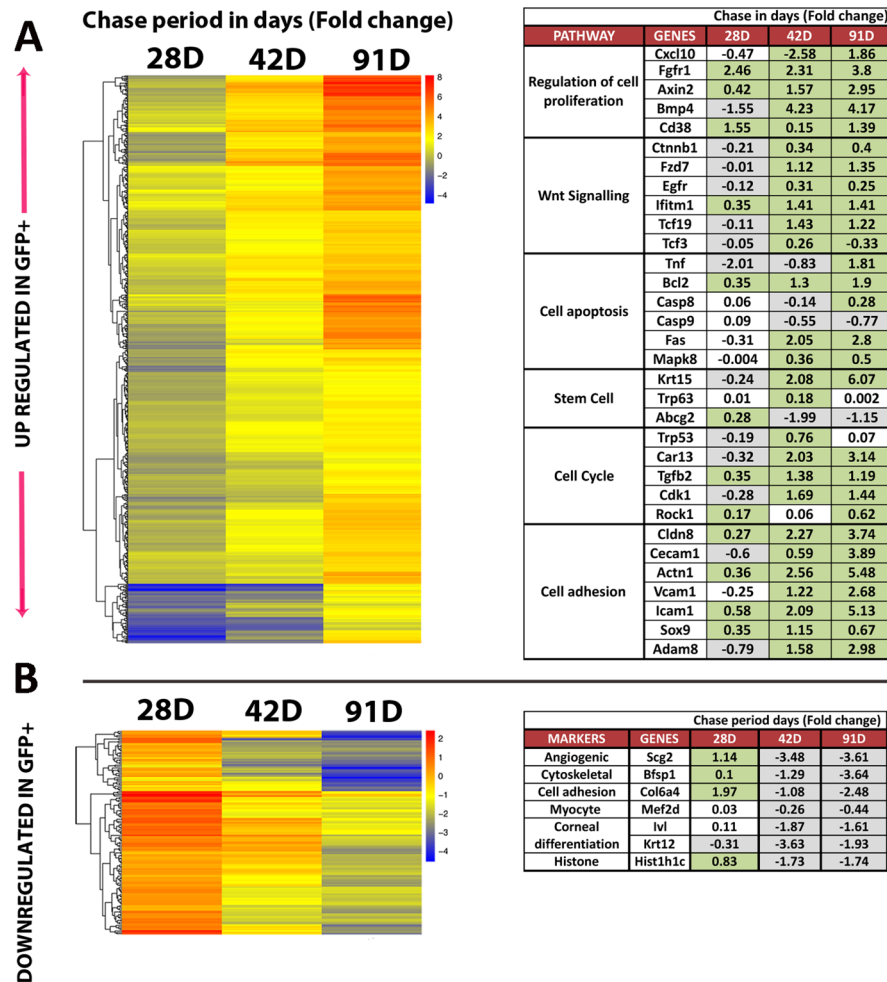 A
Chase period in days (Fold change)
28D 42D 91D
UP REGULATED IN GFP+
8
6
4
2
0
−2
−4
Chase in days (Fold change)
PATHWAY GENES 28D 42D 91D
Regulation of cell proliferation
Cxcl10 -0.47 -2.58 1.86
Fgfr1 2.46 2.31 3.8
Axin2 0.42 1.57 2.95
Bmp4 -1.55 4.23 4.17
Cd38 1.55 0.15 1.39
Wnt Signalling
Ctnnb1 -0.21 0.34 0.4
Fzd7 -0.01 1.12 1.35
Egfr -0.12 0.31 0.25
Ifitm1 0.35 1.41 1.41
Tcf19 -0.11 1.43 1.22
Tcf3 -0.05 0.26 -0.33
Cell apoptosis
Tnf -2.01 -0.83 1.81
Bcl2 0.35 1.3 1.9
Casp8 0.06 -0.14 0.28
Casp9 0.09 -0.55 -0.77
Fas -0.31 2.05 2.8
Mapk8 -0.004 0.36 0.5
Stem Cell
Krt15 -0.24 2.08 6.07
Trp63 0.01 0.18 0.002
Abcg2 0.28 -1.99 -1.15
Cell Cycle
Trp53 -0.19 0.76 0.07
Car13 -0.32 2.03 3.14
Tgfb2 0.35 1.38 1.19
Cdk1 -0.28 1.69 1.44
Rock1 0.17 0.06 0.62
Cell adhesion
Cldn8 0.27 2.27 3.74
Cecam1 -0.6 0.59 3.89
Actn1 0.36 2.56 5.48
Vcam1 -0.25 1.22 2.68
Icam1 0.58 2.09 5.13
Sox9 0.35 1.15 0.67
Adam8 -0.79 1.58 2.98
B
28D 42D 91D
DOWNREGULATED IN GFP+
2
1
0
−1
−2
−3
−4
Chase period days (Fold change)
MARKERS GENES 28D 42D 91D
Angiogenic Scg2 1.14 -3.48 -3.61
Cytoskeletal Bfsp1 0.1 -1.29 -3.64
Cell adhesion Col6a4 1.97 -1.08 -2.48
Myocyte Mef2d 0.03 -0.26 -0.44
Corneal Ivl 0.11 -1.87 -1.61
differentiation Krt12 -0.31 -3.63 -1.93
Histone Hist1h1c 0.83 -1.73 -1.74